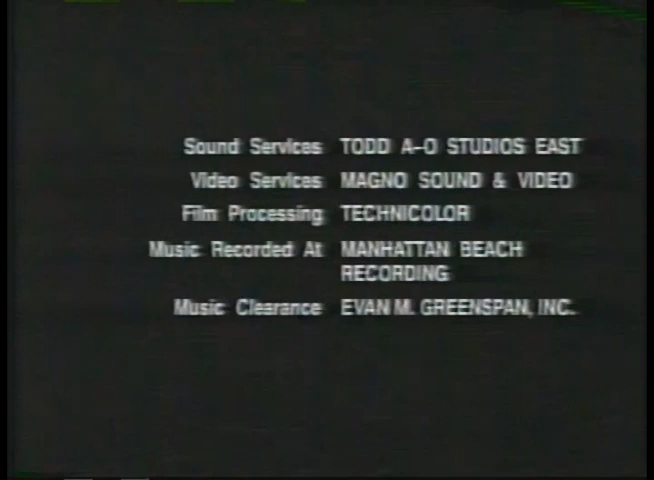 Sound Services TODD A-O STUDIOS EAST
Video Services MAGNO SOUND & VIDEO
Film Processing TECHNICOLOR
Music Recorded At MANHATTAN BEACH
RECORDING
Music Clearance EVAN M. GREENSPAN, INC.